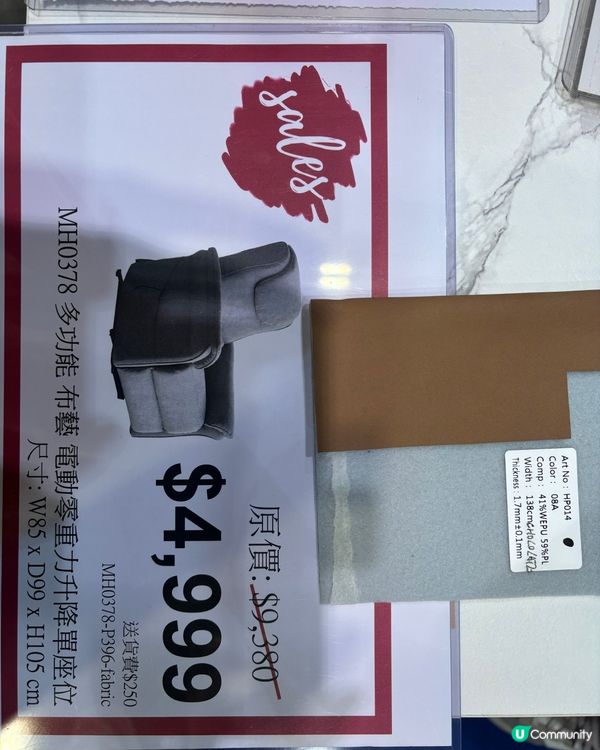 sales
原價: $9,380
$4,999
送貨費$250
MH0378-P396-fabric
MH0378 多功能 布藝 電動零重力升降單座位
尺寸: W85 x D99 x H105 cm
Art No : HP014
Color : 08A
Comp : 41%WEPU 59%PL
Width : 138cm
Thickness : 1.7mm±0.1mm
U Community